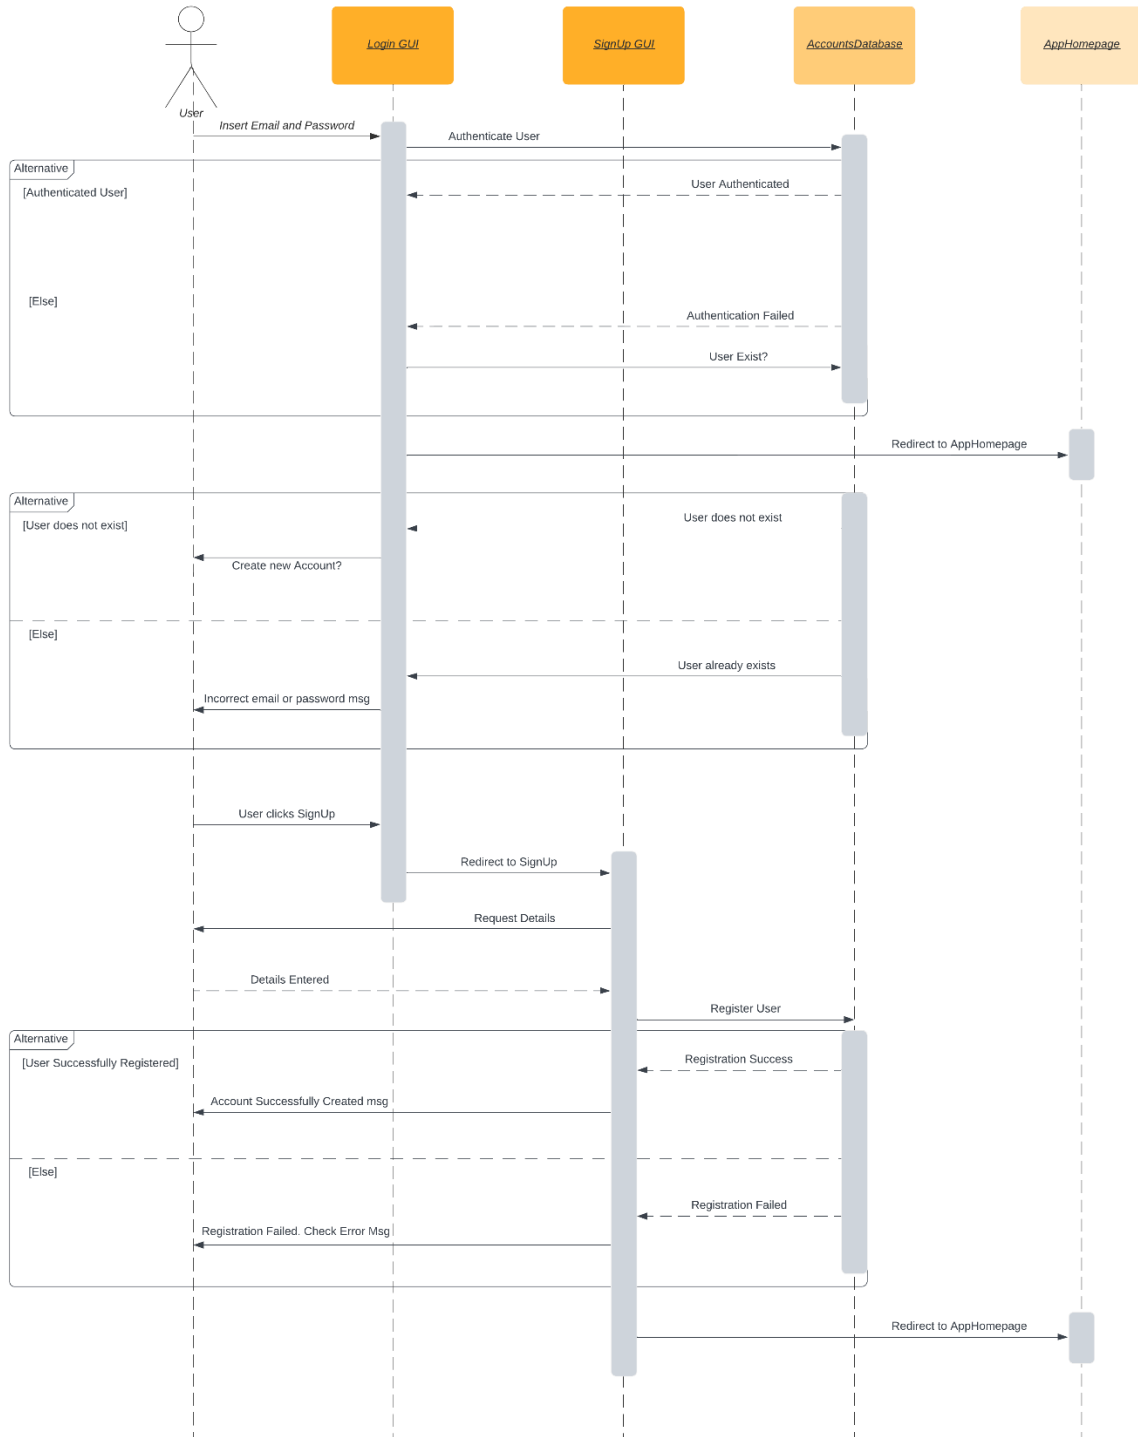 Login GUI
SignUp GUI
AccountsDatabase
AppHomepage
User
Insert Email and Password
Authenticate User
Alternative
[Authenticated User]
User Authenticated
[Else]
Authentication Failed
User Exist?
Redirect to AppHomepage
Alternative
[User does not exist]
User does not exist
Create new Account?
[Else]
User already exists
Incorrect email or password msg
User clicks SignUp
Redirect to SignUp
Request Details
Details Entered
Register User
Alternative
[User Successfully Registered]
Registration Success
Account Successfully Created msg
[Else]
Registration Failed
Registration Failed. Check Error Msg
Redirect to AppHomepage